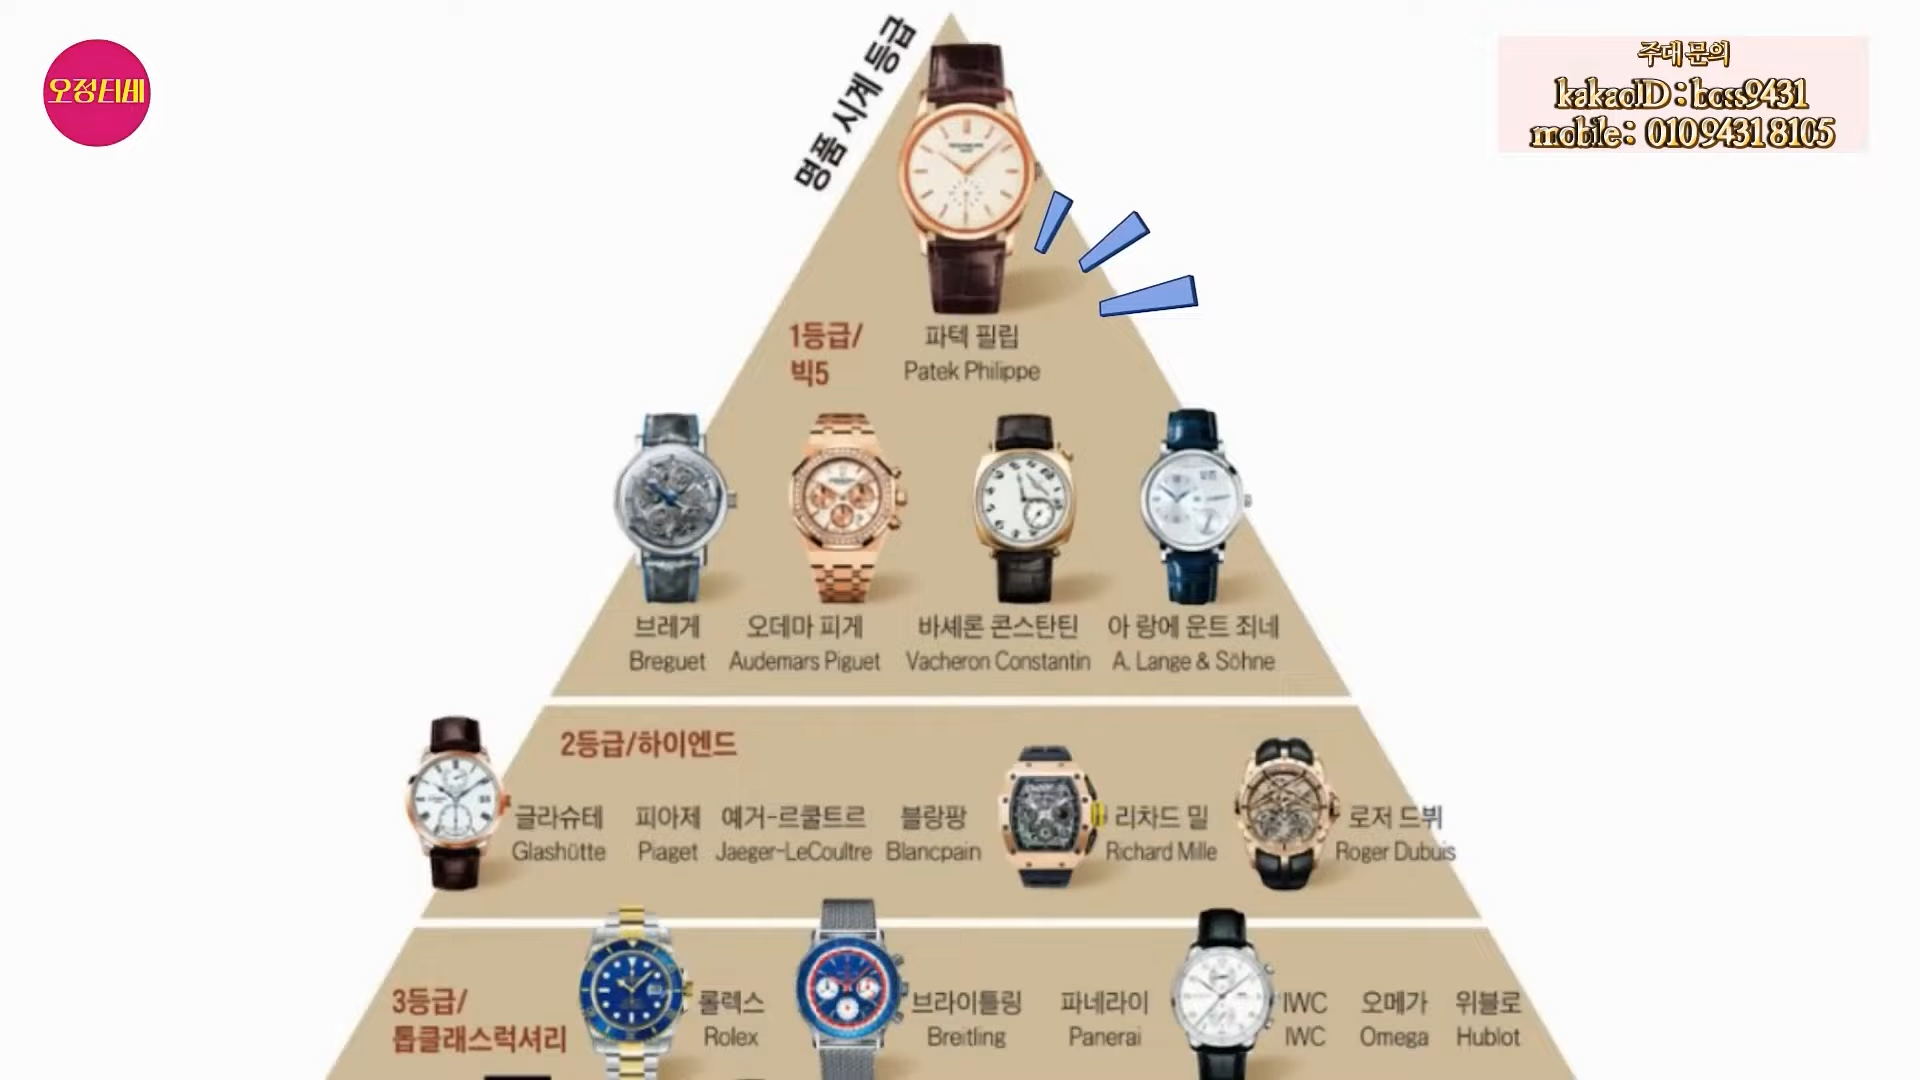 오정티비
주대 문의
kakaoID : bcss9431
mobile : 01094318105
명품 시계 등급
1등급/
빅5
파텍 필립
Patek Philippe
브레게 오데마 피게 바셰론 콘스탄틴 아 랑에 운트 죄네
Breguet Audemars Piguet Vacheron Constantin A. Lange & Söhne
2등급/하이엔드
글라슈테 피아제 예거-르쿨트르 블랑팡 리차드 밀 로저 드뷔
Glashütte Piaget Jaeger-LeCoultre Blancpain Richard Mille Roger Dubuis
3등급/
톱클래스럭셔리
롤렉스 브라이틀링 파네라이 IWC 오메가 위블로
Rolex Breitling Panerai IWC Omega Hublot